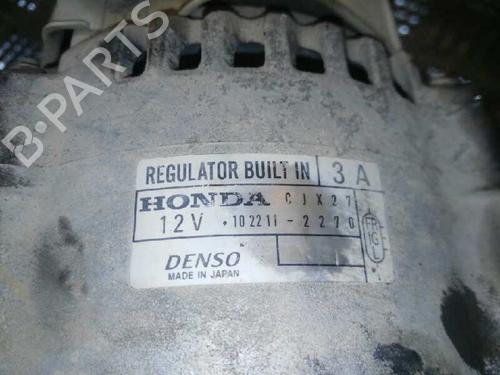 B-PARTS
REGULATOR BUILT IN 3 A
HONDA CJX27
12V •102211-2270
DENSO
MADE IN JAPAN